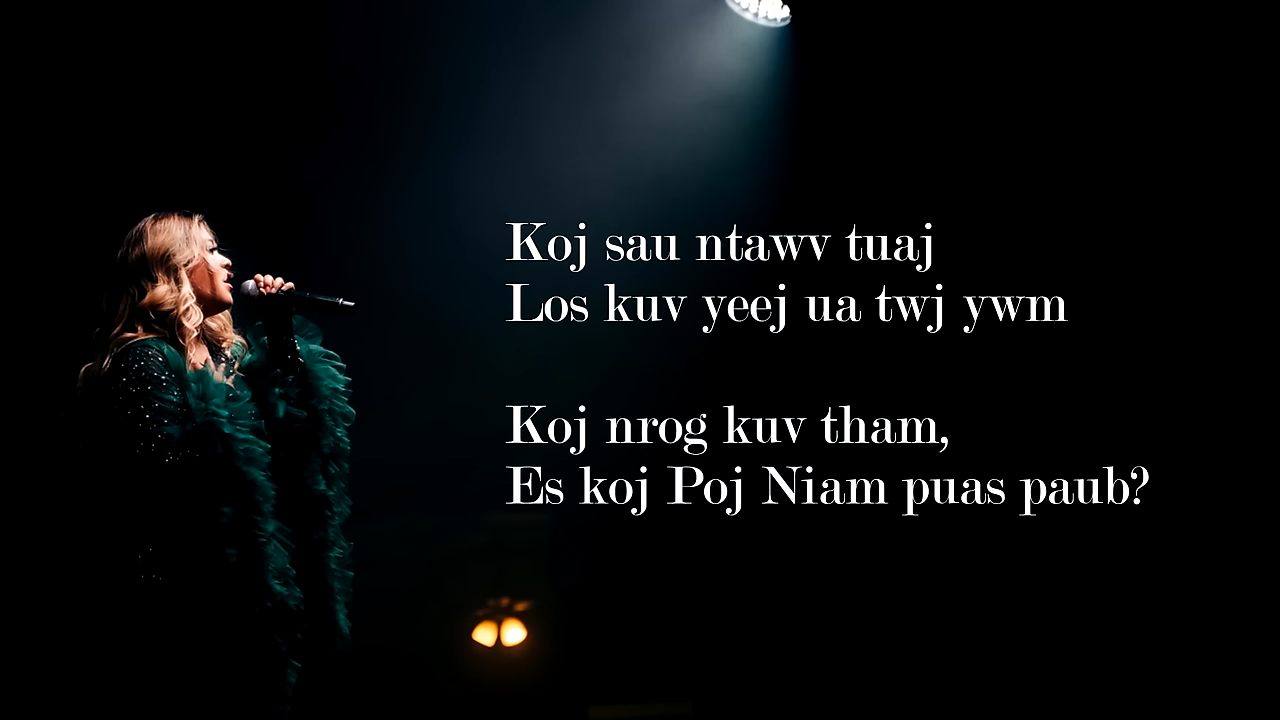 Koj sau ntawv tuaj
Los kuv yeej ua twj ywm
Koj nrog kuv tham,
Es koj Poj Niam puas paub?